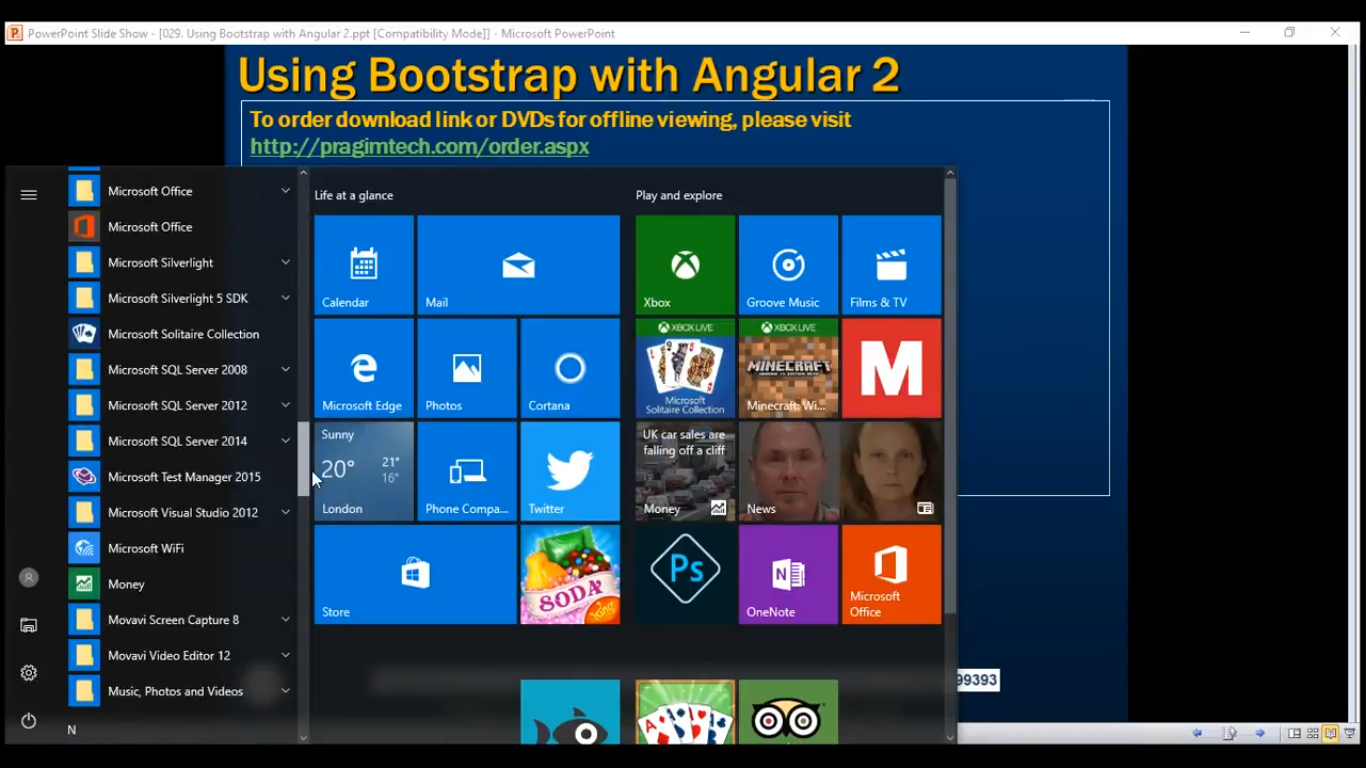 PowerPoint Slide Show - [029. Using Bootstrap with Angular 2.ppt [Compatibility Mode]] - Microsoft PowerPoint
Using Bootstrap with Angular 2
To order download link or DVDs for offline viewing, please visit
http://pragimtech.com/order.aspx
Microsoft Office
Microsoft Office
Microsoft Silverlight
Microsoft Silverlight 5 SDK
Microsoft Solitaire Collection
Microsoft SQL Server 2008
Microsoft SQL Server 2012
Microsoft SQL Server 2014
Microsoft Test Manager 2015
Microsoft Visual Studio 2012
Microsoft WiFi
Money
Movavi Screen Capture 8
Movavi Video Editor 12
Music, Photos and Videos
N
Life at a glance
Calendar
Mail
Microsoft Edge
Photos
Cortana
Sunny
20°
21°
16°
London
Phone Compa...
Twitter
Store
SODA
King
Play and explore
Xbox
Groove Music
Films & TV
XBOX LIVE
Microsoft
Solitaire Collection
XBOX LIVE
MINECRAFT
Minecraft: Wi...
M
UK car sales are
falling off a cliff
Money
News
Ps
OneNote
Microsoft
Office
99393